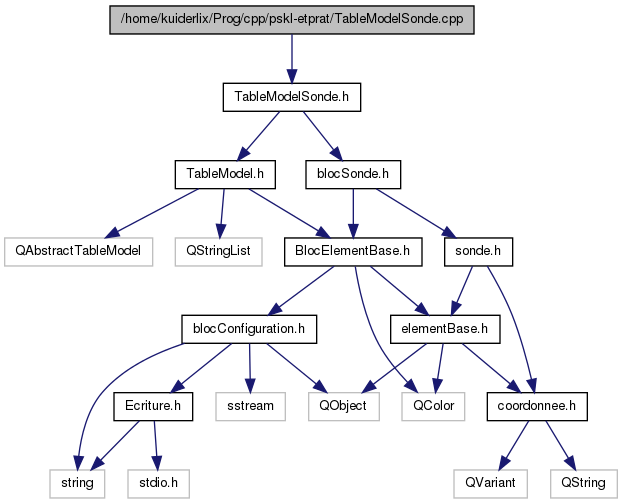 /home/kuiderlix/Prog/cpp/pskl-etprat/TableModelSonde.cpp
TableModelSonde.h
TableModel.h
blocSonde.h
QAbstractTableModel
QStringList
BlocElementBase.h
sonde.h
blocConfiguration.h
elementBase.h
Ecriture.h
sstream
QObject
QColor
coordonnee.h
string
stdio.h
QVariant
QString